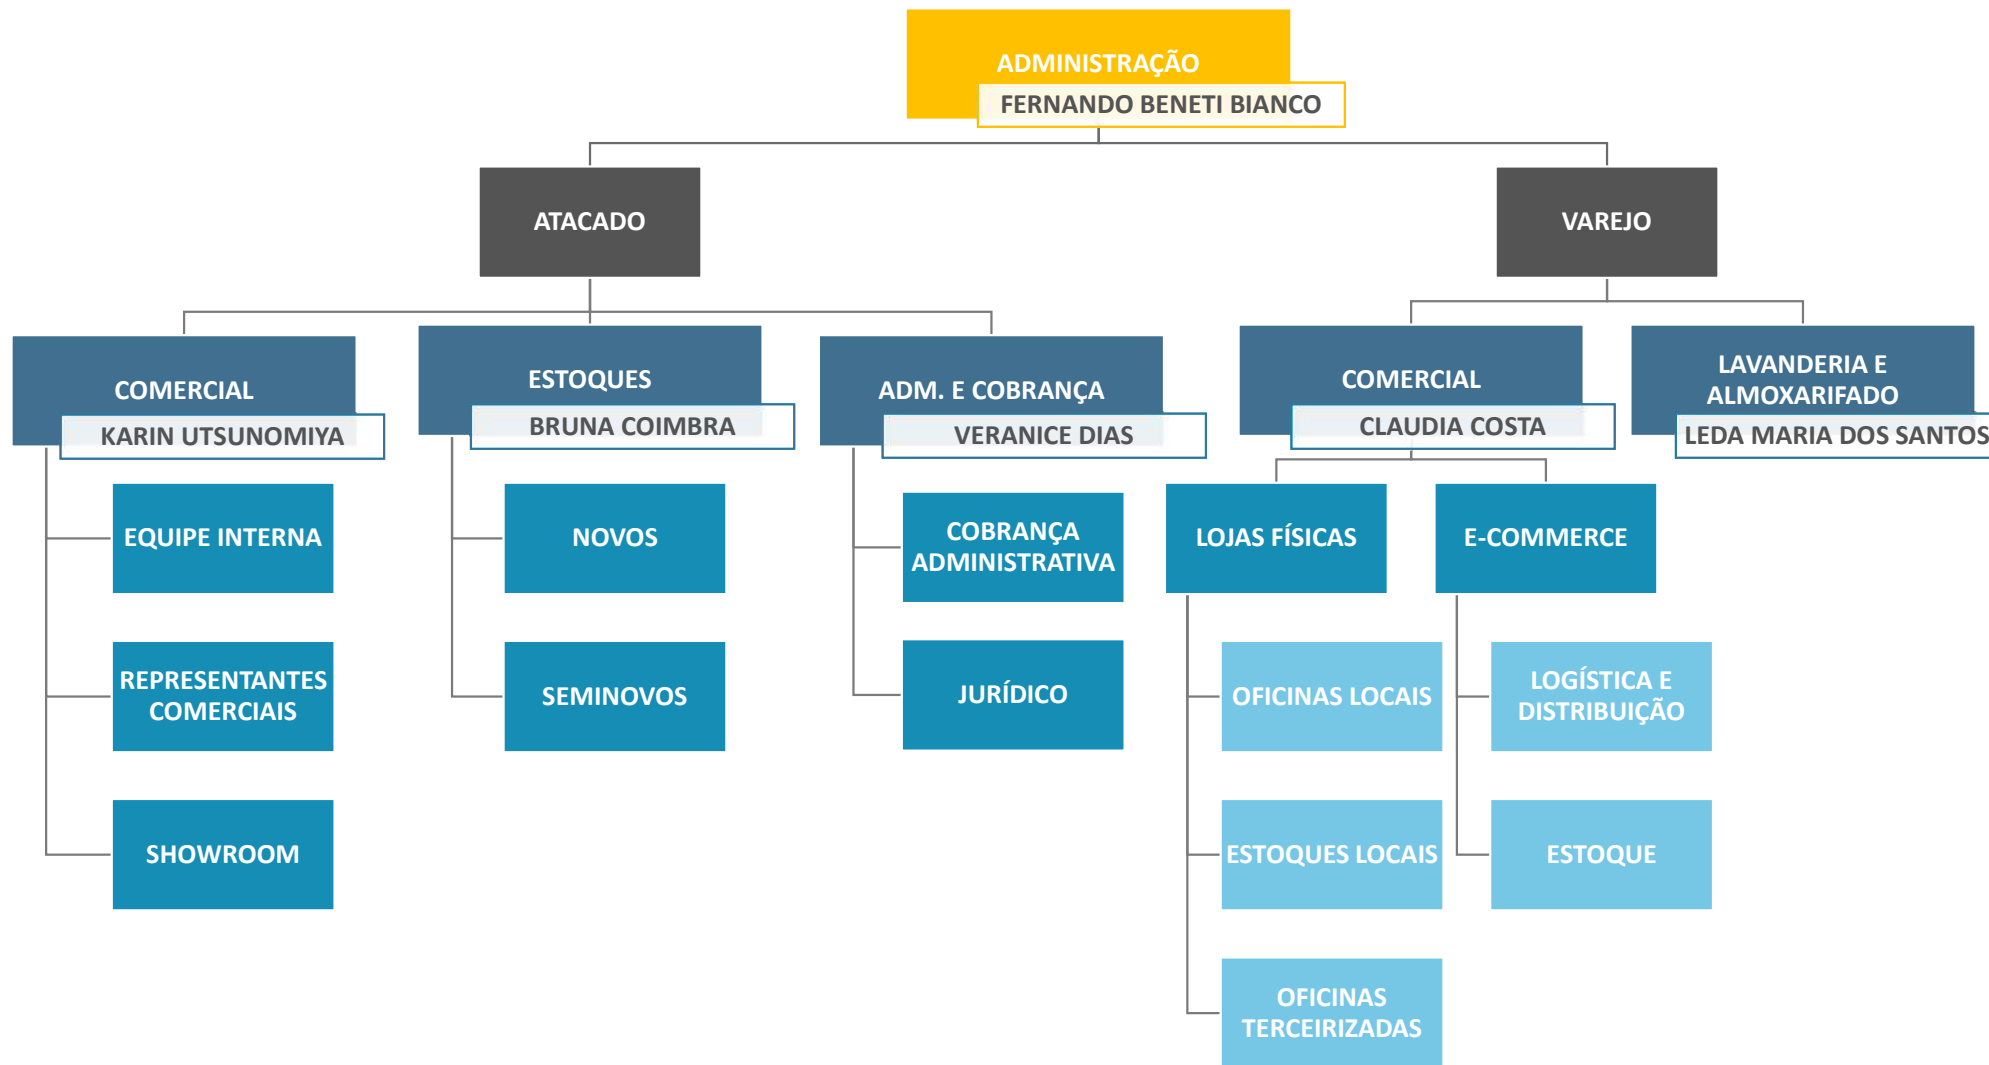 ADMINISTRAÇÃO
FERNANDO BENETI BIANCO
ATACADO
VAREJO
COMERCIAL
KARIN UTSUNOMIYA
ESTOQUES
BRUNA COIMBRA
ADM. E COBRANÇA
VERANICE DIAS
COMERCIAL
CLAUDIA COSTA
LAVANDERIA E
ALMOXARIFADO
LEDA MARIA DOS SANTOS
EQUIPE INTERNA
REPRESENTANTES
COMERCIAIS
SHOWROOM
NOVOS
SEMINOVOS
COBRANÇA
ADMINISTRATIVA
JURÍDICO
LOJAS FÍSICAS
OFICINAS LOCAIS
ESTOQUES LOCAIS
OFICINAS
TERCEIRIZADAS
E-COMMERCE
LOGÍSTICA E
DISTRIBUIÇÃO
ESTOQUE